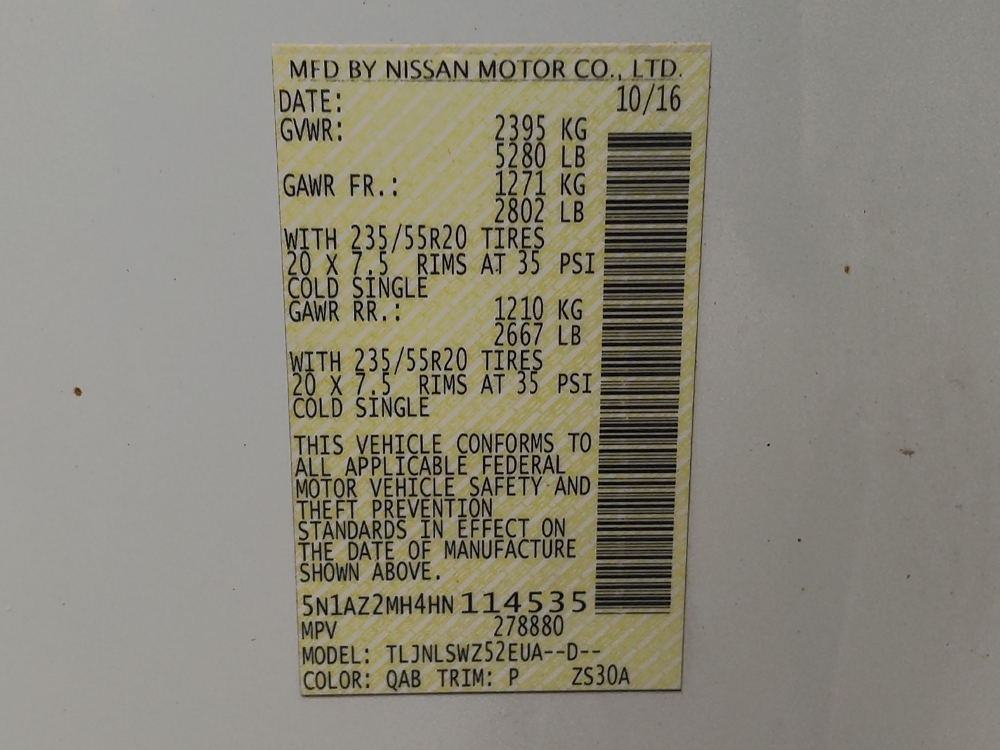 MFD BY NISSAN MOTOR CO., LTD.
DATE: 10/16
GVWR: 2395 KG
5280 LB
GAWR FR.: 1271 KG
2802 LB
WITH 235/55R20 TIRES
20 X 7.5 RIMS AT 35 PSI
COLD SINGLE
GAWR RR.: 1210 KG
2667 LB
WITH 235/55R20 TIRES
20 X 7.5 RIMS AT 35 PSI
COLD SINGLE
THIS VEHICLE CONFORMS TO
ALL APPLICABLE FEDERAL
MOTOR VEHICLE SAFETY AND
THEFT PREVENTION
STANDARDS IN EFFECT ON
THE DATE OF MANUFACTURE
SHOWN ABOVE.
5N1AZ2MH4HN114535
MPV 278880
MODEL: TLJNLSWZ52EUA--D--
COLOR: QAB TRIM: P ZS30A